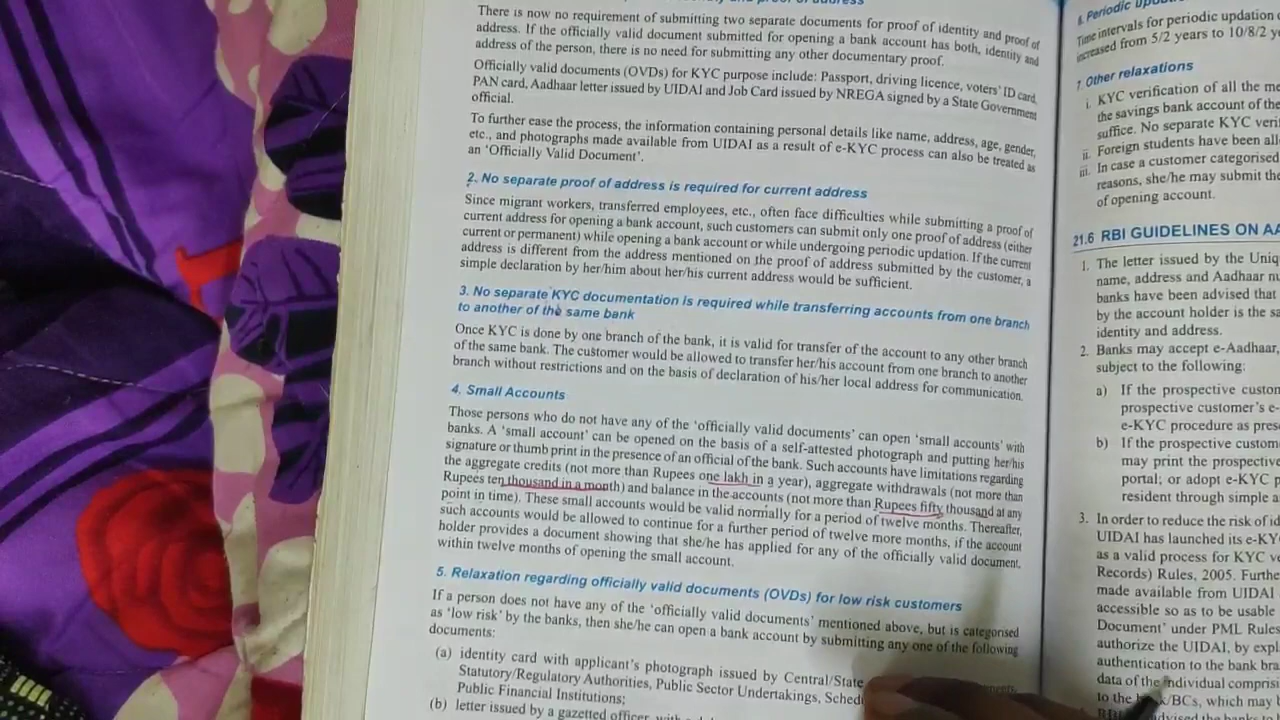 address
There is now no requirement of submitting two separate documents for proof of identity and proof of
address. If the officially valid document submitted for opening a bank account has both, identity and
address of the person, there is no need for submitting any other documentary proof.
Officially valid documents (OVDs) for KYC purpose include: Passport, driving licence, voters' ID card,
PAN card, Aadhaar letter issued by UIDAI and Job Card issued by NREGA signed by a State Government
official.
To further ease the process, the information containing personal details like name, address, age, gender,
etc., and photographs made available from UIDAI as a result of e-KYC process can also be treated as
an 'Officially Valid Document'.
2. No separate proof of address is required for current address
Since migrant workers, transferred employees, etc., often face difficulties while submitting a proof of
current address for opening a bank account, such customers can submit only one proof of address (either
current or permanent) while opening a bank account or while undergoing periodic updation. If the current
address is different from the address mentioned on the proof of address submitted by the customer, a
simple declaration by her/him about her/his current address would be sufficient.
3. No separate KYC documentation is required while transferring accounts from one branch
to another of the same bank
Once KYC is done by one branch of the bank, it is valid for transfer of the account to any other branch
of the same bank. The customer would be allowed to transfer her/his account from one branch to another
branch without restrictions and on the basis of declaration of his/her local address for communication.
4. Small Accounts
Those persons who do not have any of the 'officially valid documents' can open 'small accounts' with
banks. A 'small account' can be opened on the basis of a self-attested photograph and putting her/his
signature or thumb print in the presence of an official of the bank. Such accounts have limitations regarding
the aggregate credits (not more than Rupees one lakh in a year), aggregate withdrawals (not more than
Rupees ten thousand in a month) and balance in the accounts (not more than Rupees fifty thousand at any
point in time). These small accounts would be valid normally for a period of twelve months. Thereafter,
such accounts would be allowed to continue for a further period of twelve more months, if the account
holder provides a document showing that she/he has applied for any of the officially valid document,
within twelve months of opening the small account.
5. Relaxation regarding officially valid documents (OVDs) for low risk customers
If a person does not have any of the 'officially valid documents' mentioned above, but is categorised
as 'low risk' by the banks, then she/he can open a bank account by submitting any one of the following
documents:
(a) identity card with applicant's photograph issued by Central/State
Statutory/Regulatory Authorities, Public Sector Undertakings,
Public Financial Institutions;
(b) letter issued by a gazetted officer,
Periodic
Time intervals for periodic updation
increased from 5/2 years to 10/8/2
7. Other relaxations
i. KYC verification of all the
the savings bank account of the
suffice. No separate KYC
ii. Foreign students have been
iii. In case a customer categorised
reasons, she/he may submit the
of opening account.
21.6 RBI GUIDELINES ON
1. The letter issued by the
name, address and Aadhaar
banks have been advised that
by the account holder is the
identity and address.
2. Banks may accept e-Aadhaar,
subject to the following:
a) If the prospective
prospective customer's
e-KYC procedure as
b) If the prospective
may print the prospective
portal; or adopt e-KYC
resident through simple
3. In order to reduce the risk of
UIDAI has launched its
as a valid process for KYC
Records) Rules, 2005.
made available from UIDAI
accessible so as to be usable
Document' under PML Rules
authorize the UIDAI, by
authentication to the bank
data of the individual
to the
which may